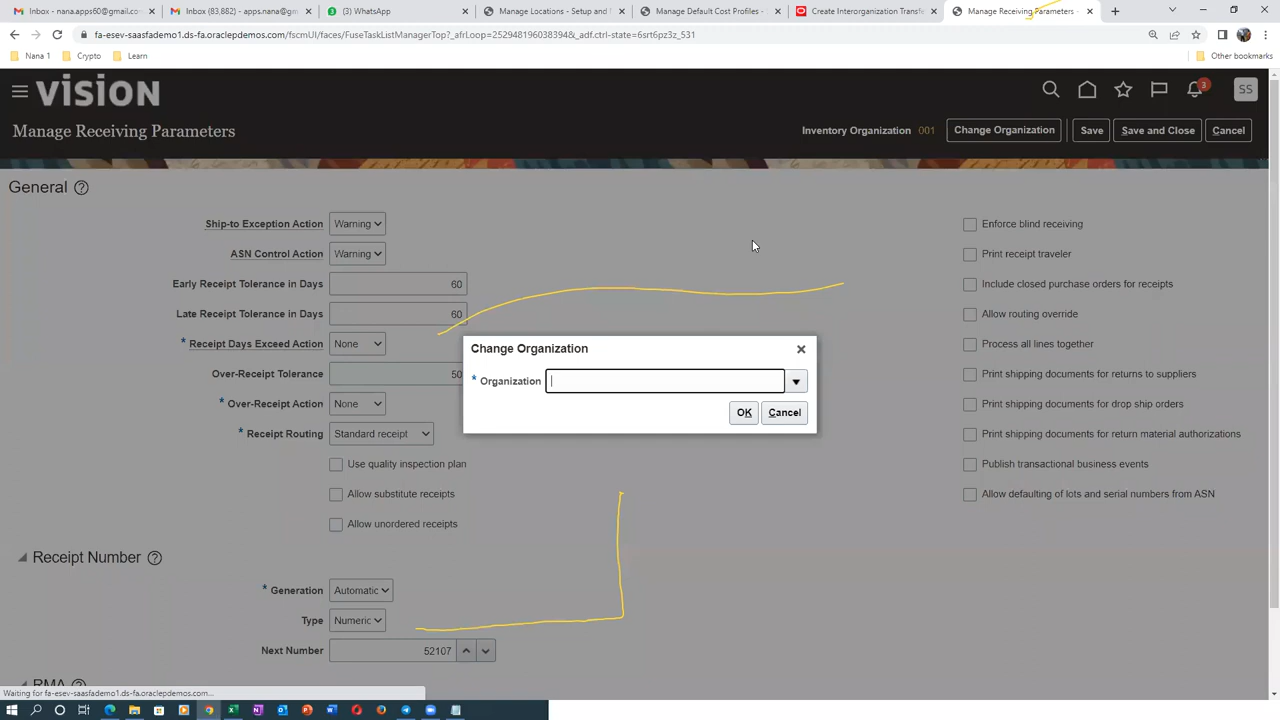 Inbox - nana.apps60@gmail.com
Inbox (83,882) - apps.nana@gm
(3) WhatsApp
Manage Locations - Setup and
Manage Default Cost Profiles -
Create Interorganization Transf
Manage Receiving Parameters -
fa-esev-saasfademo1.ds-fa.oraclepdemos.com/fscmUI/faces/FuseTaskListManagerTop?_afrLoop=2529481960383894&_adf.ctrl-state=6srt6pz3z_531
Nana 1
Crypto
Learn
Other bookmarks
VISION
3
SS
Manage Receiving Parameters
Inventory Organization 001
Change Organization
Save
Save and Close
Cancel
General
Ship-to Exception Action Warning
Enforce blind receiving
ASN Control Action Warning
Print receipt traveler
Early Receipt Tolerance in Days 60
Include closed purchase orders for receipts
Late Receipt Tolerance in Days 60
Allow routing override
* Receipt Days Exceed Action None
Process all lines together
Change Organization
Over-Receipt Tolerance 50
* Organization
Print shipping documents for returns to suppliers
* Over-Receipt Action None
OK
Cancel
Print shipping documents for drop ship orders
* Receipt Routing Standard receipt
Print shipping documents for return material authorizations
Use quality inspection plan
Publish transactional business events
Allow substitute receipts
Allow defaulting of lots and serial numbers from ASN
Allow unordered receipts
Receipt Number
* Generation Automatic
Type Numeric
Next Number 52107
RMA
Waiting for fa-esev-saasfademo1.ds-fa.oraclepdemos.com...